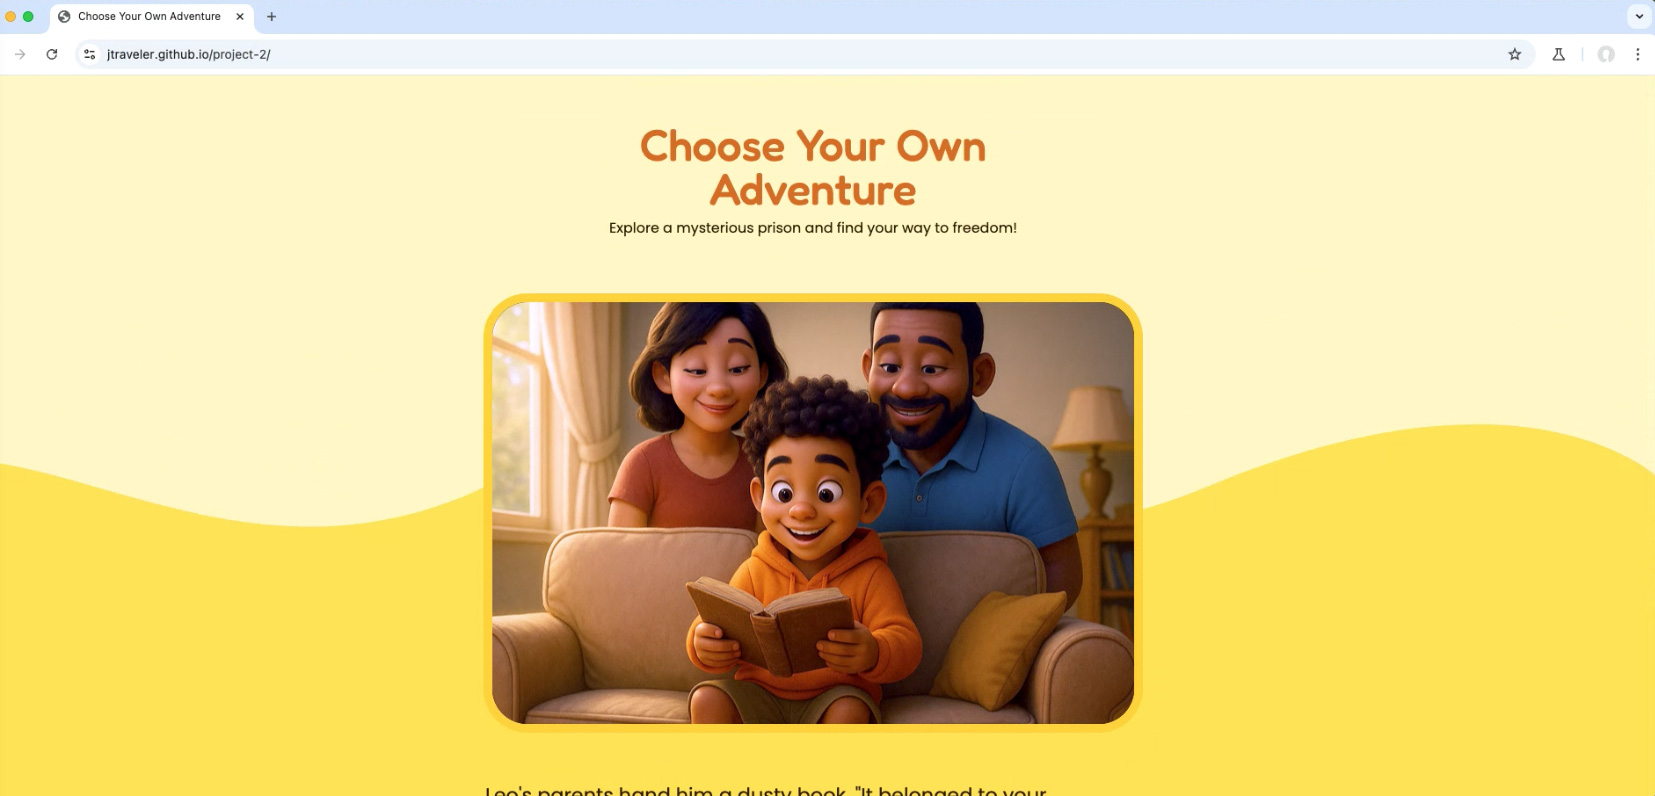 Choose Your Own Adventure
jtraveler.github.io/project-2/
Choose Your Own
Adventure
Explore a mysterious prison and find your way to freedom!
Leo's parents hand him a dusty book. "It belonged to your